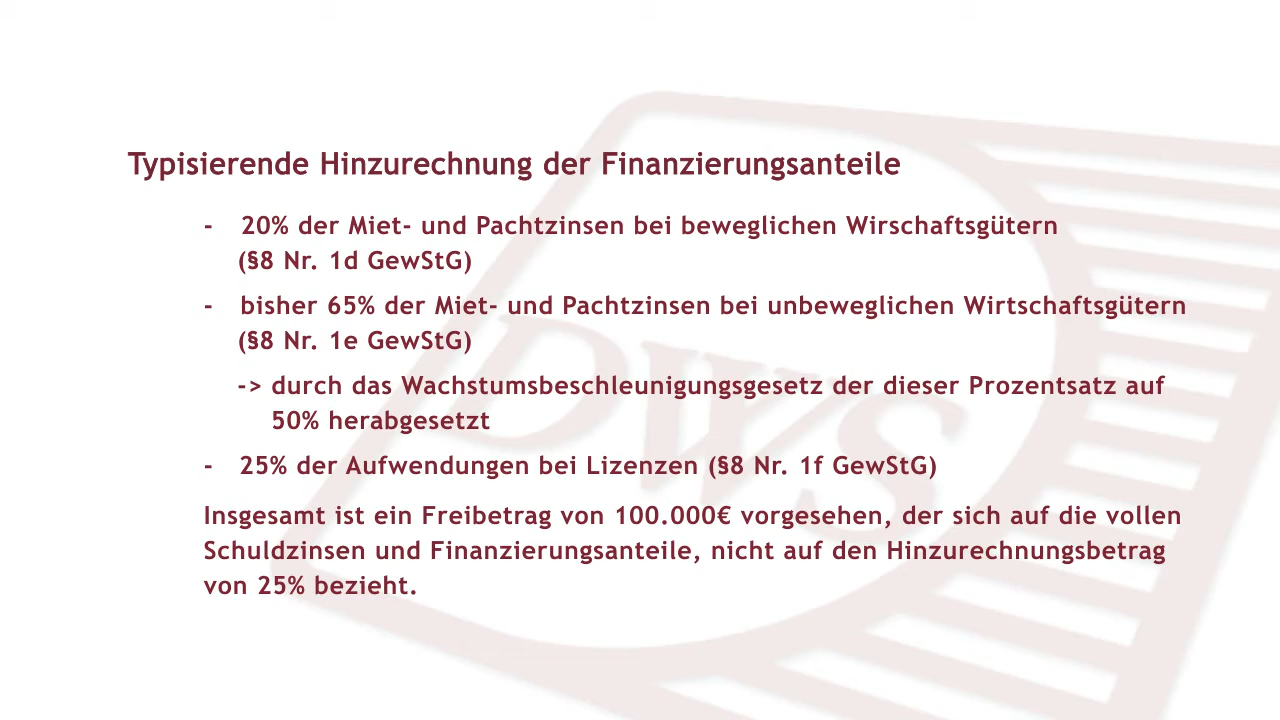 Typisierende Hinzurechnung der Finanzierungsanteile
- 20% der Miet- und Pachtzinsen bei beweglichen Wirschaftsgütern
(§8 Nr. 1d GewStG)
- bisher 65% der Miet- und Pachtzinsen bei unbeweglichen Wirtschaftsgütern
(§8 Nr. 1e GewStG)
-> durch das Wachstumsbeschleunigungsgesetz der dieser Prozentsatz auf
50% herabgesetzt
- 25% der Aufwendungen bei Lizenzen (§8 Nr. 1f GewStG)
Insgesamt ist ein Freibetrag von 100.000€ vorgesehen, der sich auf die vollen
Schuldzinsen und Finanzierungsanteile, nicht auf den Hinzurechnungsbetrag
von 25% bezieht.
DWS